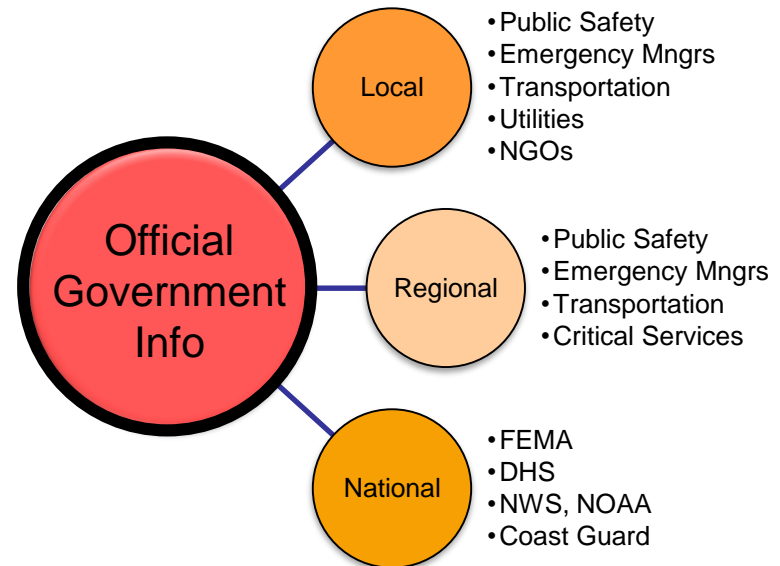 Official
Government
Info
Local
•Public Safety
•Emergency Mngrs
•Transportation
•Utilities
•NGOs
Regional
•Public Safety
•Emergency Mngrs
•Transportation
•Critical Services
National
•FEMA
•DHS
•NWS, NOAA
•Coast Guard